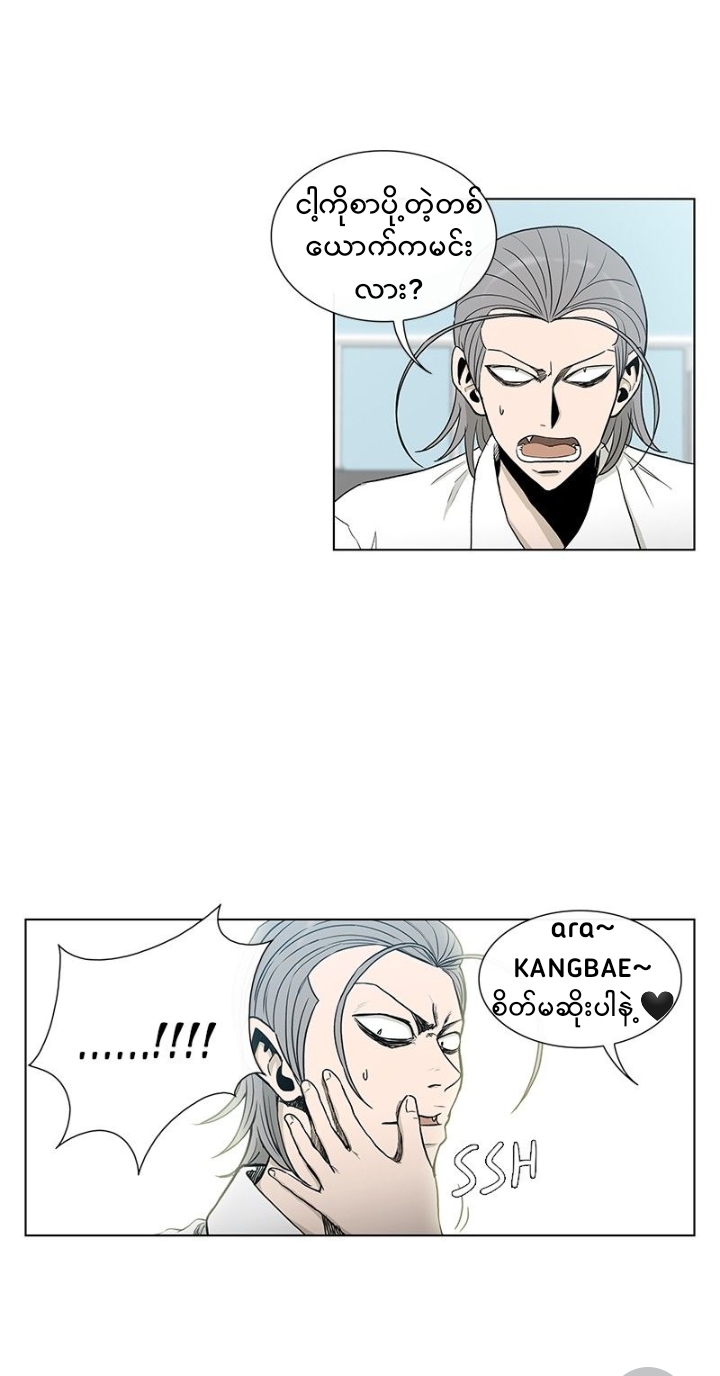 ငါ့ကိုစာပို့တဲ့တစ်
ယောက်ကမင်း
လား?
ara~
KANGBAE~
စိတ်မဆိုးပါနဲ့🖤
......!!!!
SSH